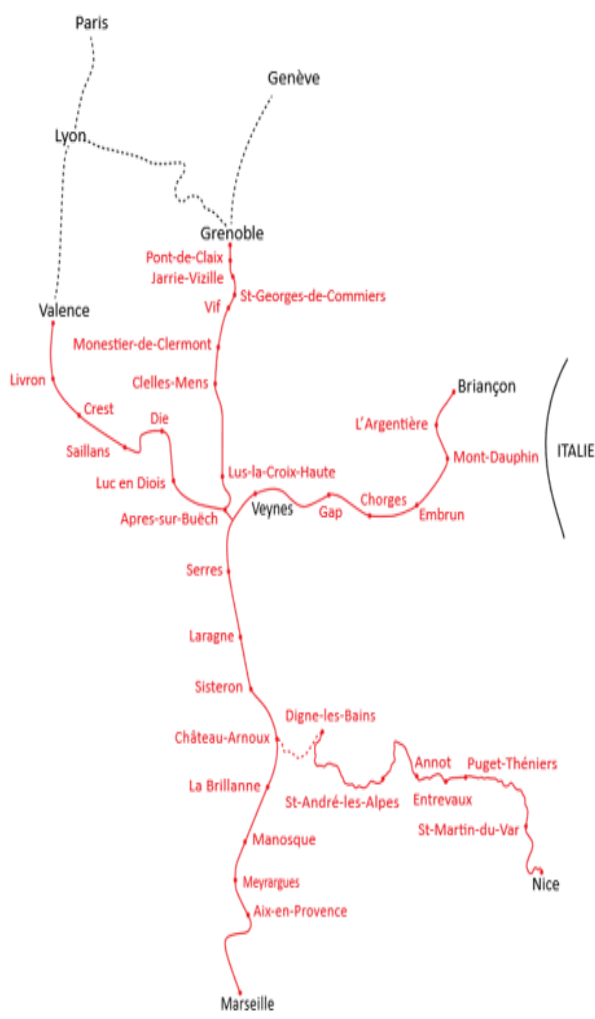 Paris
Genève
Lyon
Grenoble
Pont-de-Claix
Jarrie-Vizille
St-Georges-de-Commiers
Vif
Valence
Monestier-de-Clermont
Livron
Clelles-Mens
Briançon
Crest
Die
L'Argentière
Saillans
Mont-Dauphin
ITALIE
Luc en Diois
Lus-la-Croix-Haute
Apres-sur-Buëch
Veynes
Gap
Chorges
Embrun
Serres
Laragne
Sisteron
Digne-les-Bains
Château-Arnoux
Annot
Puget-Théniers
La Brillanne
St-André-les-Alpes
Entrevaux
St-Martin-du-Var
Manosque
Meyrargues
Nice
Aix-en-Provence
Marseille